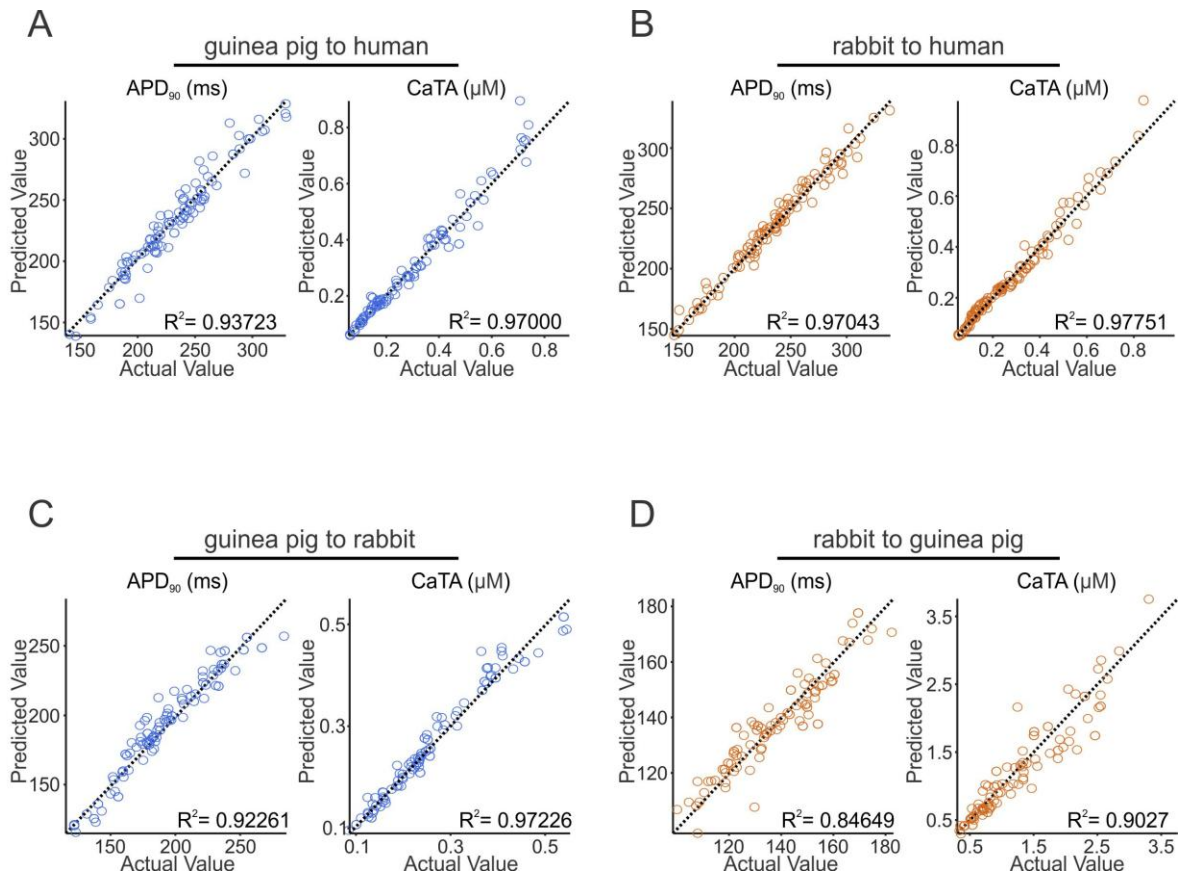 A
guinea pig to human
APD₉₀ (ms)
Predicted Value
300
250
200
150
150 200 250 300
Actual Value
R²= 0.93723
CaTA (µM)
Predicted Value
0.8
0.6
0.4
0.2
0.2 0.4 0.6 0.8
Actual Value
R²= 0.97000
B
rabbit to human
APD₉₀ (ms)
Predicted Value
300
250
200
150
150 200 250 300
Actual Value
R²= 0.97043
CaTA (µM)
Predicted Value
0.8
0.6
0.4
0.2
0.2 0.4 0.6 0.8
Actual Value
R²= 0.97751
C
guinea pig to rabbit
APD₉₀ (ms)
Predicted Value
250
200
150
150 200 250
Actual Value
R²= 0.92261
CaTA (µM)
Predicted Value
0.5
0.3
0.1
0.1 0.3 0.5
Actual Value
R²= 0.97226
D
rabbit to guinea pig
APD₉₀ (ms)
Predicted Value
180
160
140
120
120 140 160 180
Actual Value
R²= 0.84649
CaTA (µM)
Predicted Value
3.5
2.5
1.5
0.5
0.5 1.5 2.5 3.5
Actual Value
R²= 0.9027